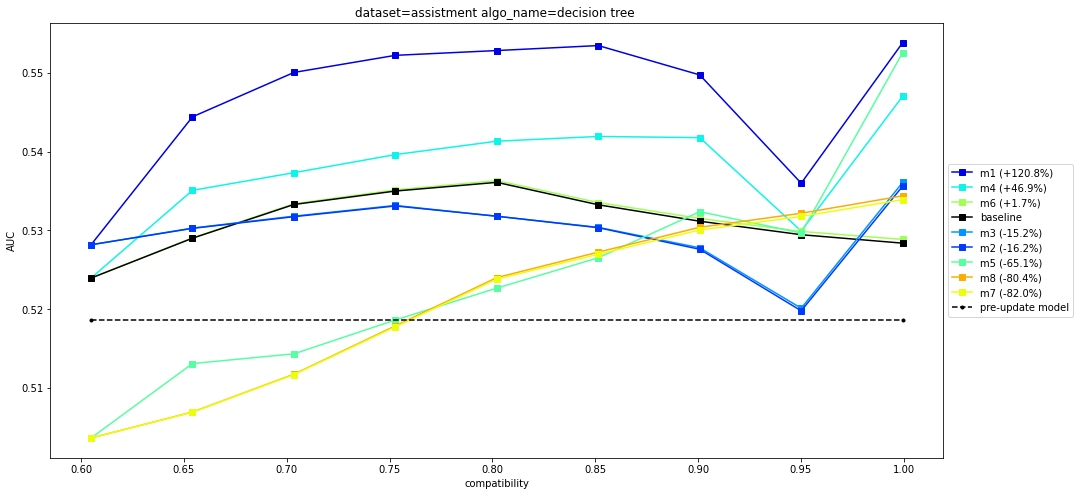 dataset=assistment algo_name=decision tree
AUC
0.55
0.54
0.53
0.52
0.51
0.60
0.65
0.70
0.75
0.80
0.85
0.90
0.95
1.00
compatibility
m1 (+120.8%)
m4 (+46.9%)
m6 (+1.7%)
baseline
m3 (-15.2%)
m2 (-16.2%)
m5 (-65.1%)
m8 (-80.4%)
m7 (-82.0%)
pre-update model